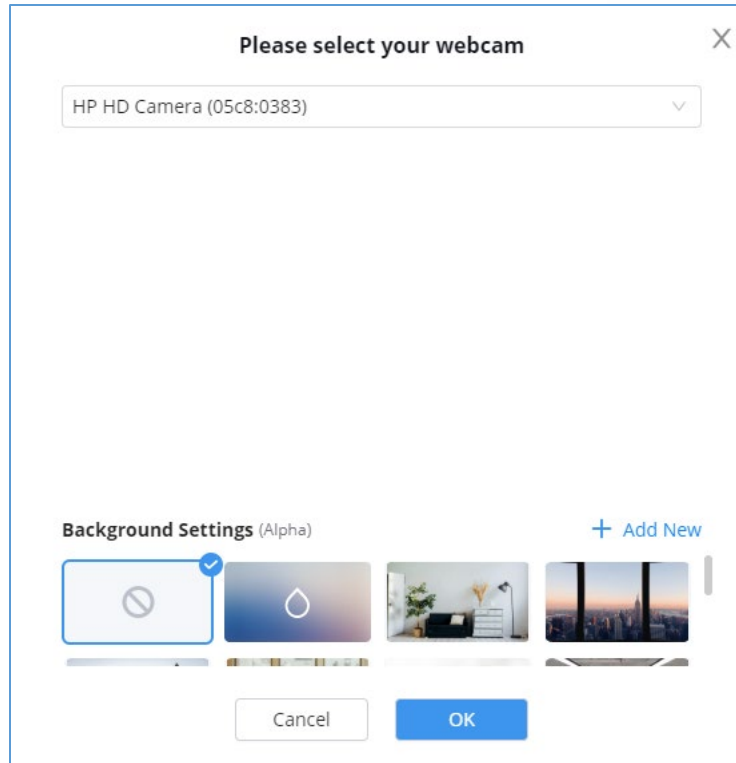 Please select your webcam
HP HD Camera (05c8:0383)
Background Settings (Alpha)
+ Add New
Cancel
OK